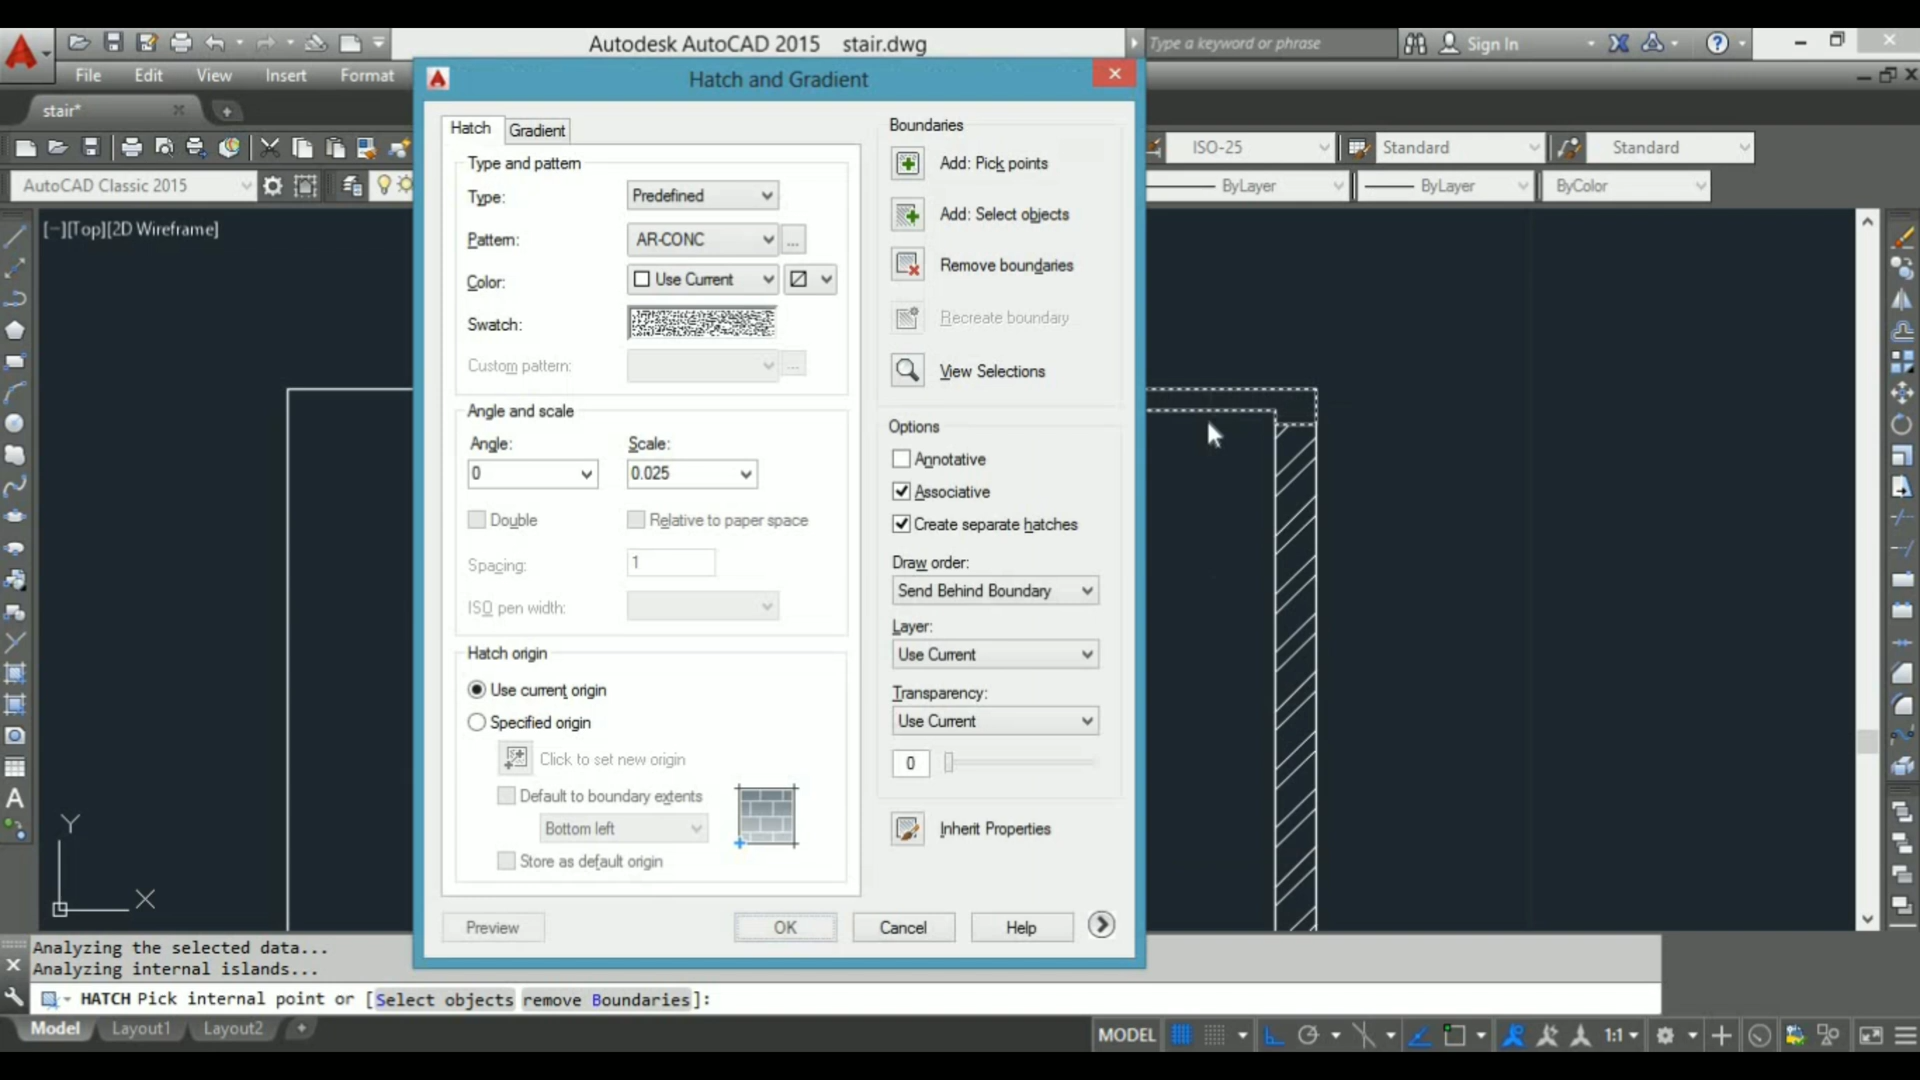 Autodesk AutoCAD 2015 stair.dwg
Type a keyword or phrase
Sign In
File Edit View Insert Format
Hatch and Gradient
stair*
Hatch Gradient
Boundaries
ISO-25 Standard Standard
Type and pattern
Add: Pick points
AutoCAD Classic 2015
Type: Predefined
ByLayer ByLayer ByColor
Add: Select objects
[−][Top][2D Wireframe]
Pattern: AR-CONC ...
Remove boundaries
Color: Use Current
Recreate boundary
Swatch:
Custom pattern: ...
View Selections
Angle and scale
Options
Angle: Scale:
Annotative
0 0.025
Associative
Double Relative to paper space
Create separate hatches
Spacing: 1
Draw order:
Send Behind Boundary
ISO pen width:
Layer:
Hatch origin
Use Current
Use current origin
Transparency:
Specified origin
Use Current
Click to set new origin
0
Default to boundary extents
Bottom left
Inherit Properties
Store as default origin
Y
X
Preview OK Cancel Help
Analyzing the selected data...
Analyzing internal islands...
HATCH Pick internal point or [Select objects remove Boundaries]:
Model Layout1 Layout2
MODEL 1:1